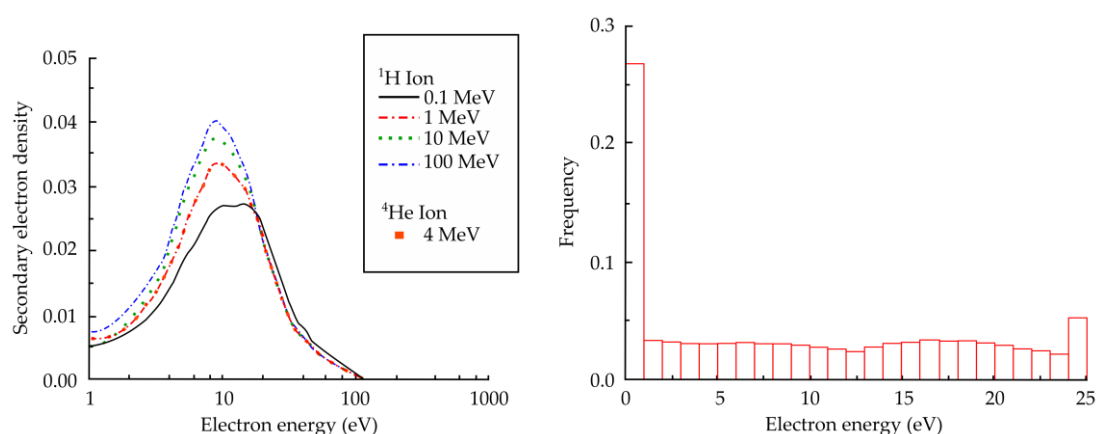 0.05
0.04
0.03
0.02
0.01
0.00
Secondary electron density
1
10
100
1000
Electron energy (eV)
¹H Ion
0.1 MeV
1 MeV
10 MeV
100 MeV
⁴He Ion
4 MeV
0.3
0.2
0.1
0.0
Frequency
0
5
10
15
20
25
Electron energy (eV)